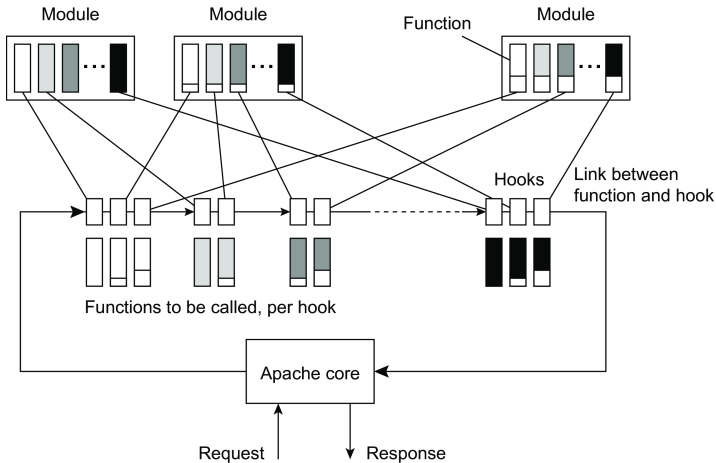 Module
Module
Module
Function
...
...
...
Hooks
Link between
function and hook
Functions to be called, per hook
Apache core
Request
Response